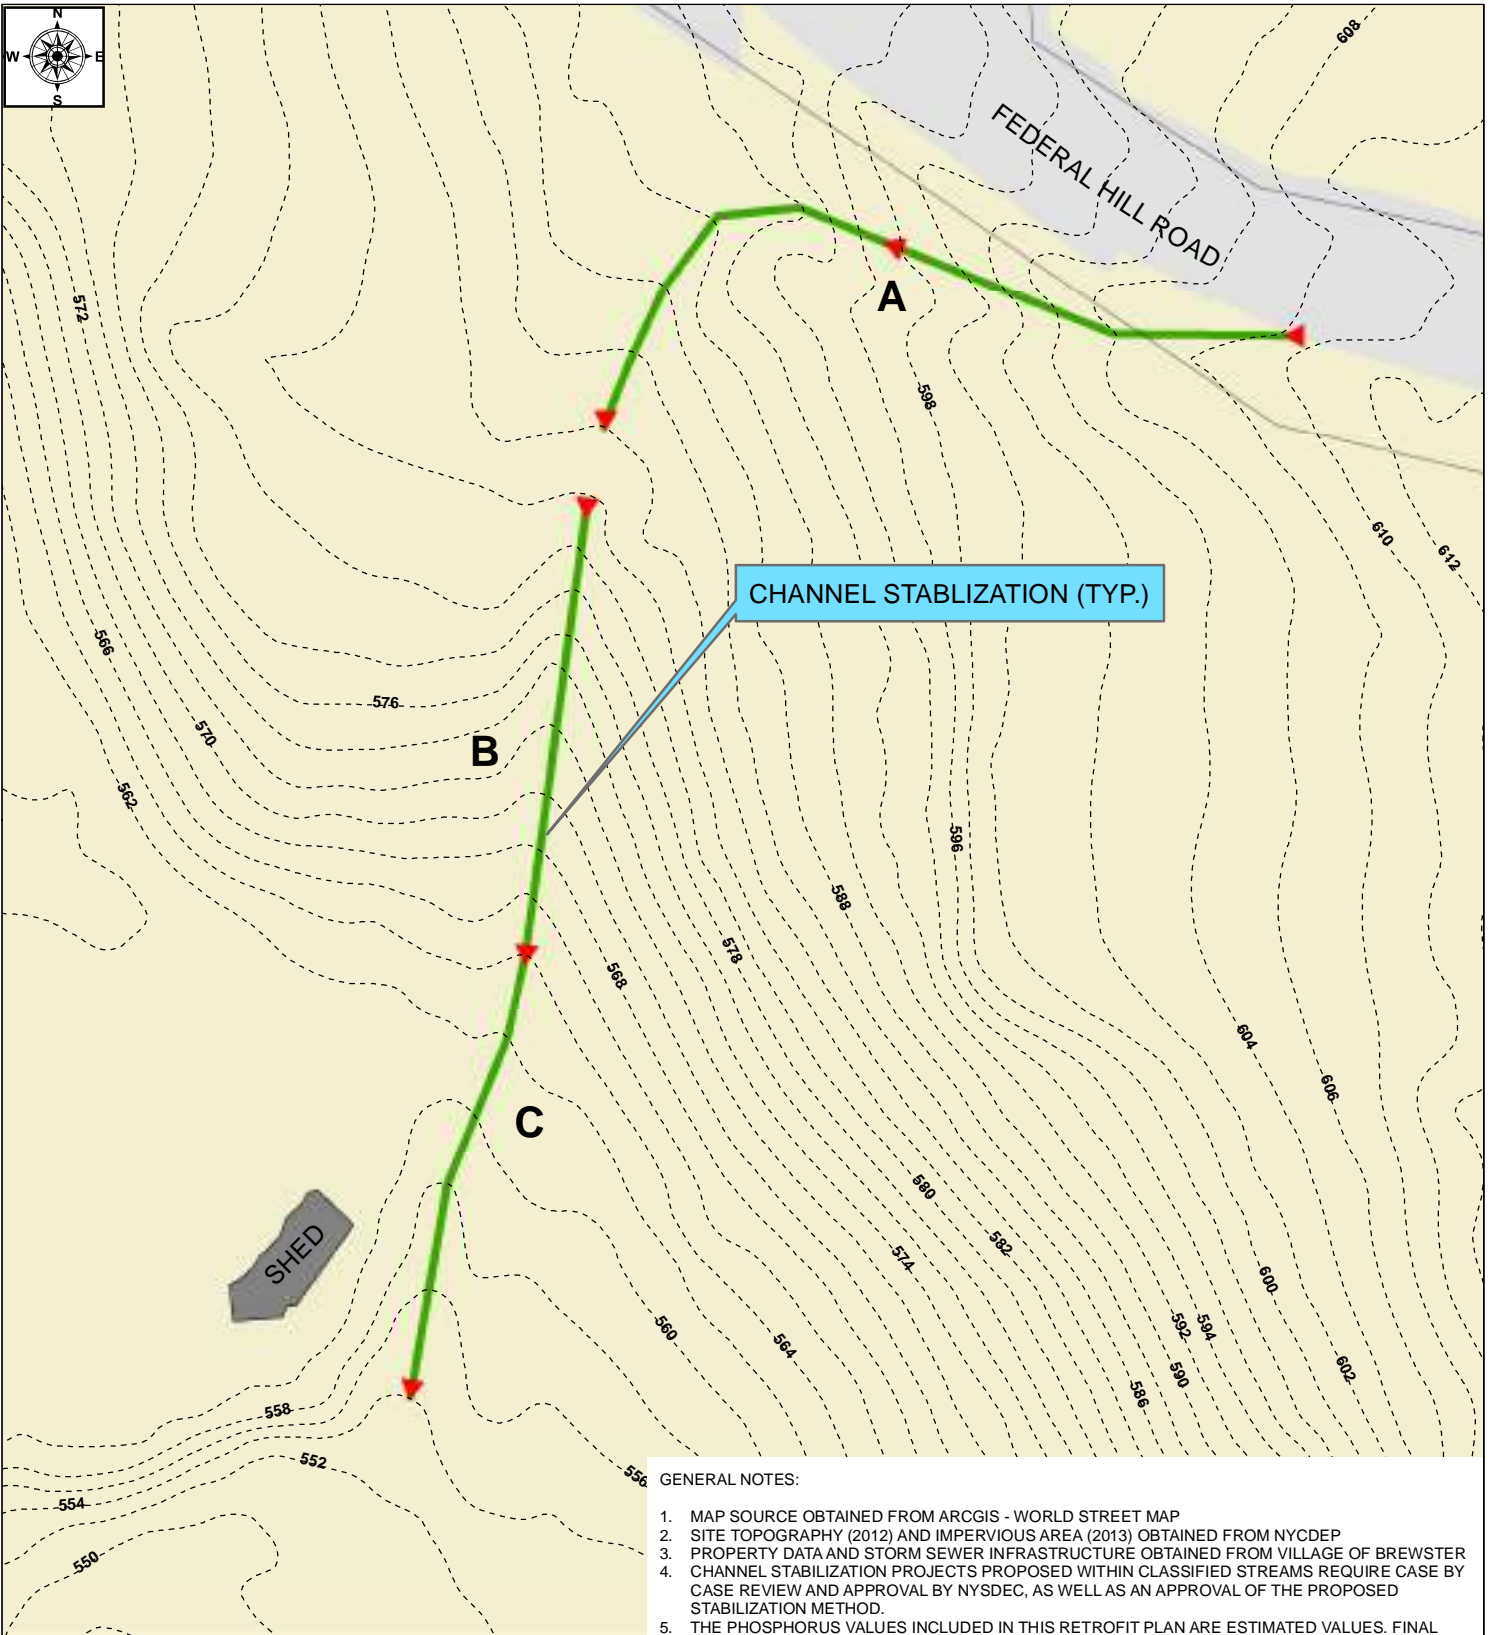 N
W E
S
608
FEDERAL HILL ROAD
572
A
598
610
612
CHANNEL STABLIZATION (TYP.)
566
576
570
B
562
596
588
578
568
604
606
C
580
582
574
SHED
600
560
564
592
594
602
590
586
558
552
556
554
550
GENERAL NOTES:
1. MAP SOURCE OBTAINED FROM ARCGIS - WORLD STREET MAP
2. SITE TOPOGRAPHY (2012) AND IMPERVIOUS AREA (2013) OBTAINED FROM NYCDEP
3. PROPERTY DATA AND STORM SEWER INFRASTRUCTURE OBTAINED FROM VILLAGE OF BREWSTER
4. CHANNEL STABILIZATION PROJECTS PROPOSED WITHIN CLASSIFIED STREAMS REQUIRE CASE BY
CASE REVIEW AND APPROVAL BY NYSDEC, AS WELL AS AN APPROVAL OF THE PROPOSED
STABILIZATION METHOD.
5. THE PHOSPHORUS VALUES INCLUDED IN THIS RETROFIT PLAN ARE ESTIMATED VALUES. FINAL